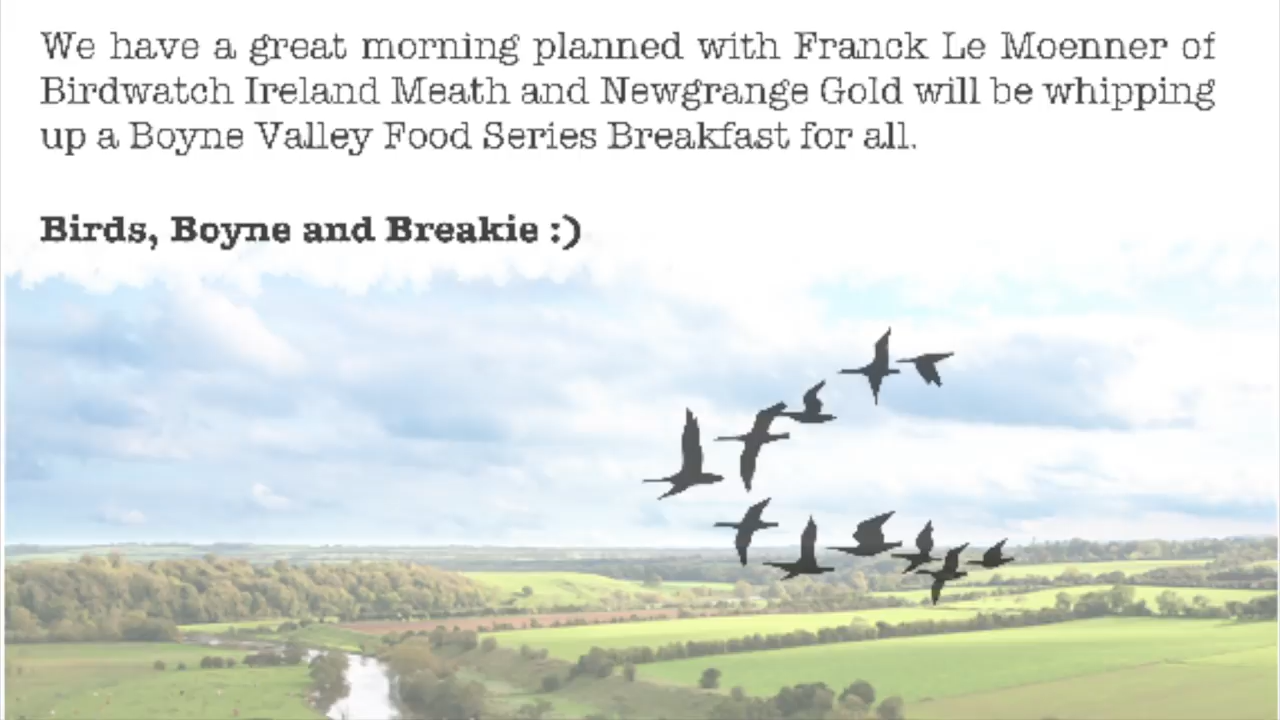 We have a great morning planned with Franck Le Moenner of
Birdwatch Ireland Meath and Newgrange Gold will be whipping
up a Boyne Valley Food Series Breakfast for all.
Birds, Boyne and Breakie :)